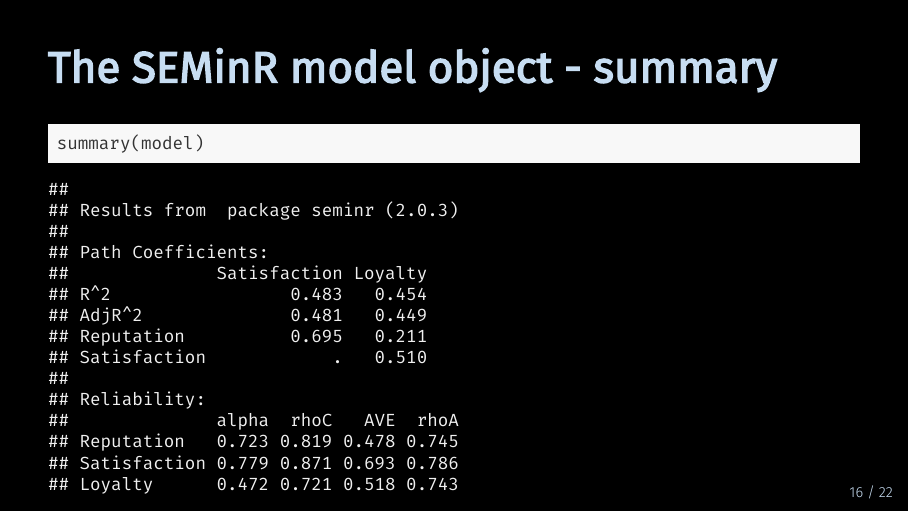 The SEMinR model object - summary
summary(model)
##
## Results from  package seminr (2.0.3)
##
## Path Coefficients:
##              Satisfaction Loyalty
## R^2                 0.483   0.454
## AdjR^2              0.481   0.449
## Reputation          0.695   0.211
## Satisfaction            .   0.510
##
## Reliability:
##              alpha  rhoC   AVE  rhoA
## Reputation   0.723 0.819 0.478 0.745
## Satisfaction 0.779 0.871 0.693 0.786
## Loyalty      0.472 0.721 0.518 0.743
16 / 22